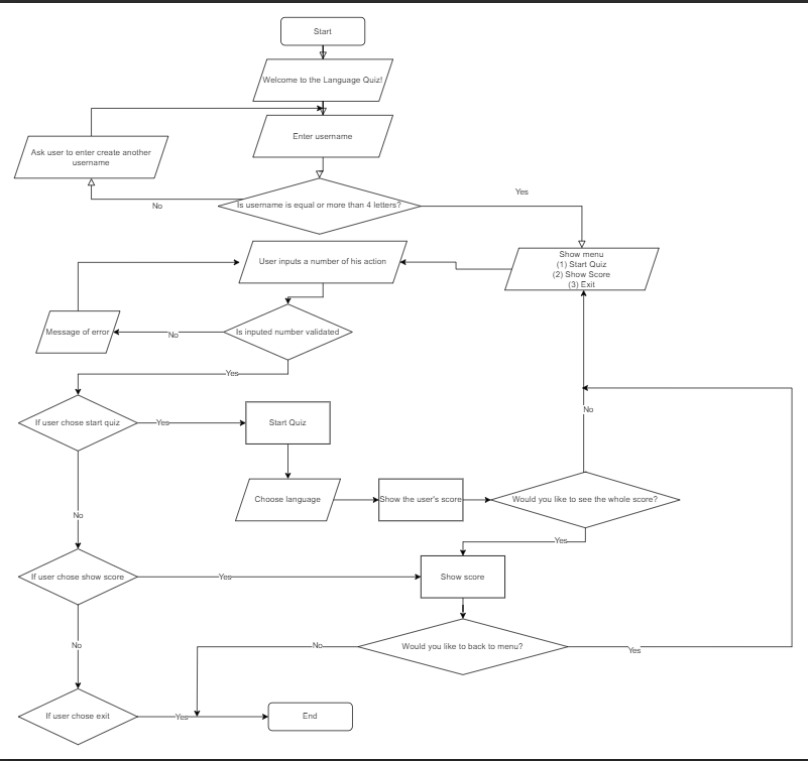 Start
Welcome to the Language Quiz!
Enter username
Ask user to enter create another
username
No
Is username is equal or more than 4 letters?
Yes
Show menu
(1) Start Quiz
(2) Show Score
(3) Exit
User inputs a number of his action
Message of error
No
Is inputed number validated
Yes
If user chose start quiz
Yes
Start Quiz
No
Choose language
Show the user's score
Would you like to see the whole score?
No
Yes
If user chose show score
Yes
Show score
No
No
Would you like to back to menu?
Yes
If user chose exit
Yes
End